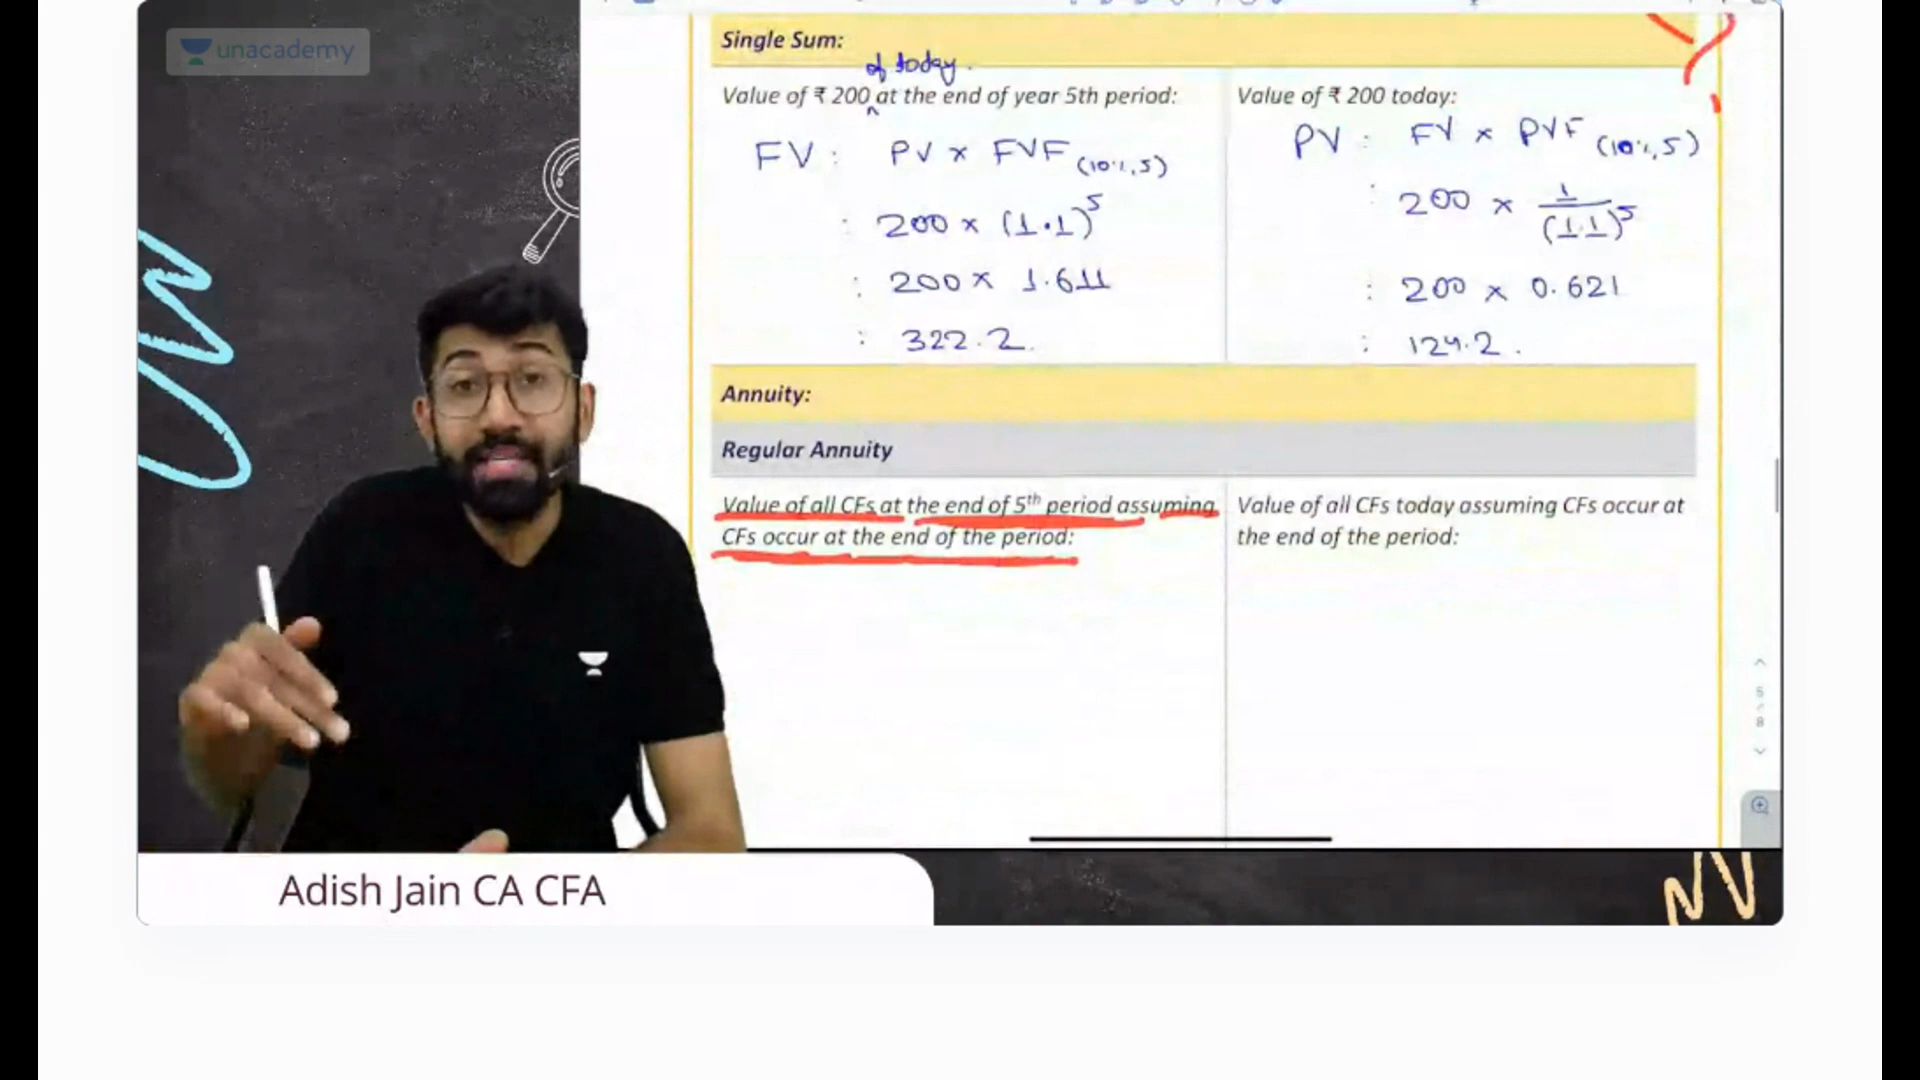 unacademy
Single Sum:
of today.
Value of ₹ 200 at the end of year 5th period:
FV : PV × FVF (10%, 5)
: 200 × (1.1)⁵
: 200 × 1.611
: 322.2.
Value of ₹ 200 today:
PV : FV × PVF (10%, 5)
: 200 × 1/(1.1)⁵
: 200 × 0.621
: 124.2.
Annuity:
Regular Annuity
Value of all CFs at the end of 5th period assuming
CFs occur at the end of the period:
Value of all CFs today assuming CFs occur at
the end of the period:
5
/
8
Adish Jain CA CFA